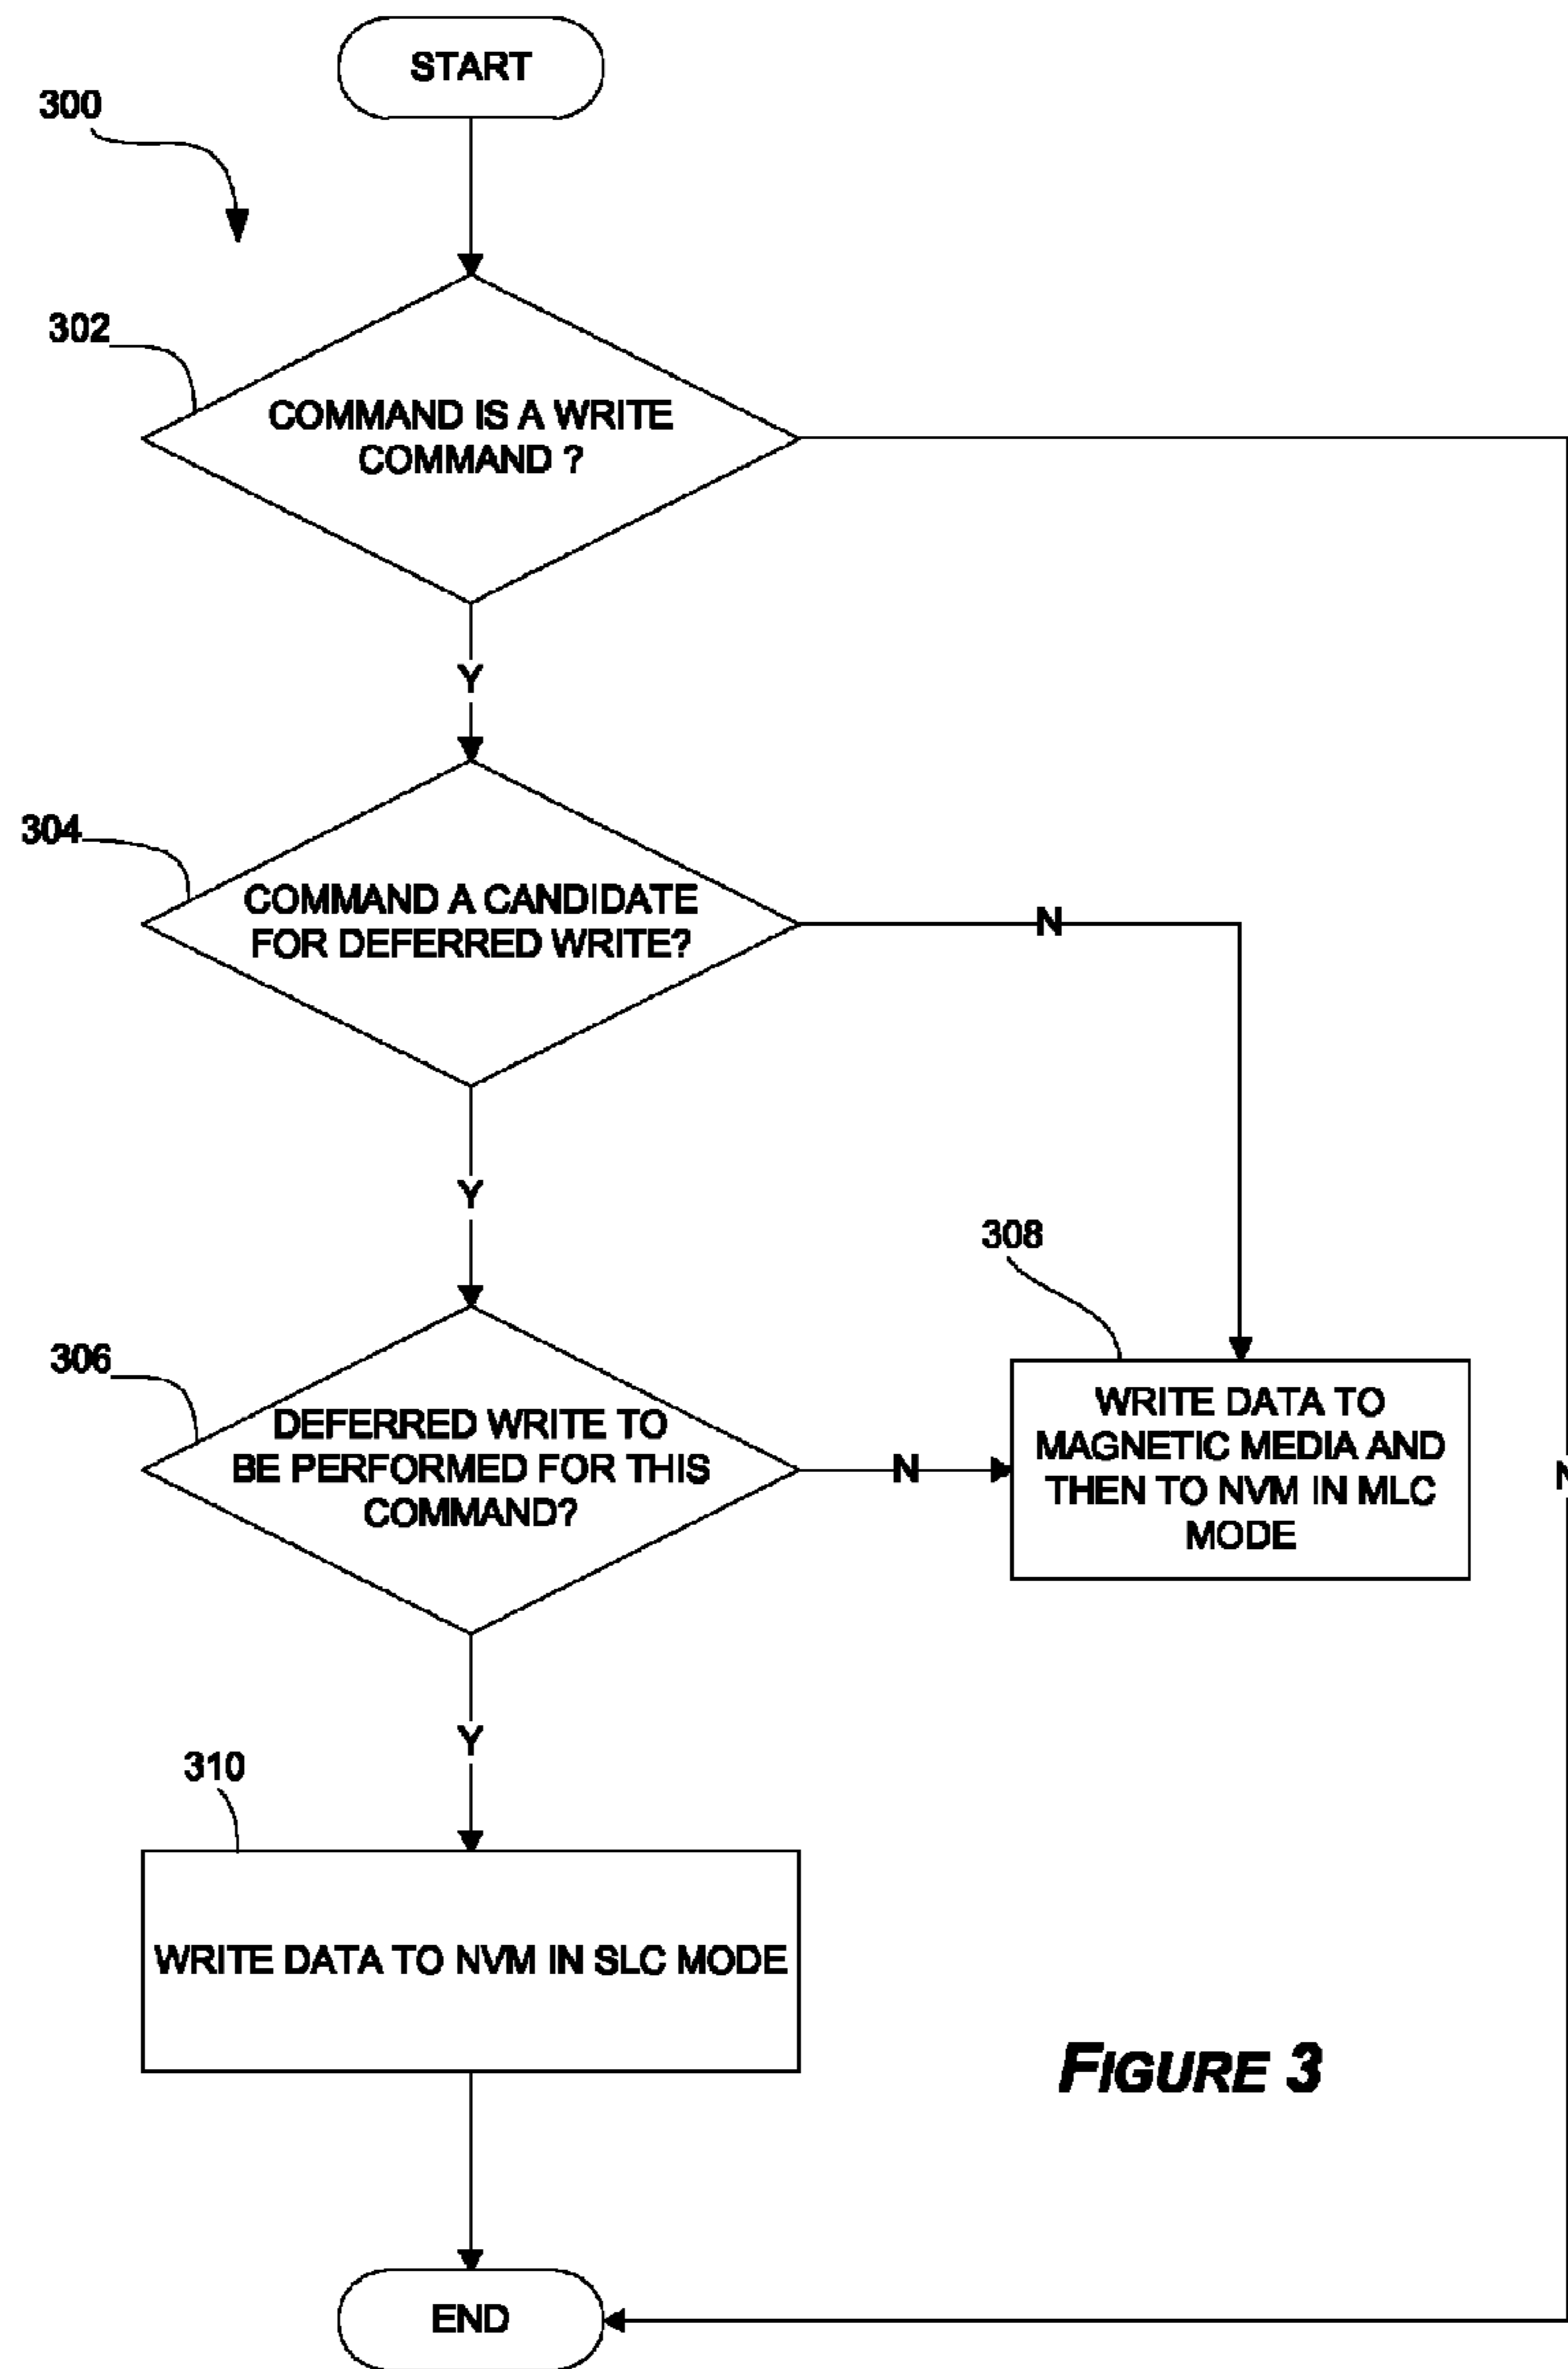 START
300
302
COMMAND IS A WRITE
COMMAND ?
Y
304
COMMAND A CANDIDATE
FOR DEFERRED WRITE?
N
Y
308
306
DEFERRED WRITE TO
BE PERFORMED FOR THIS
COMMAND?
N
WRITE DATA TO
MAGNETIC MEDIA AND
THEN TO NVM IN MLC
MODE
N
Y
310
WRITE DATA TO NVM IN SLC MODE
FIGURE 3
END